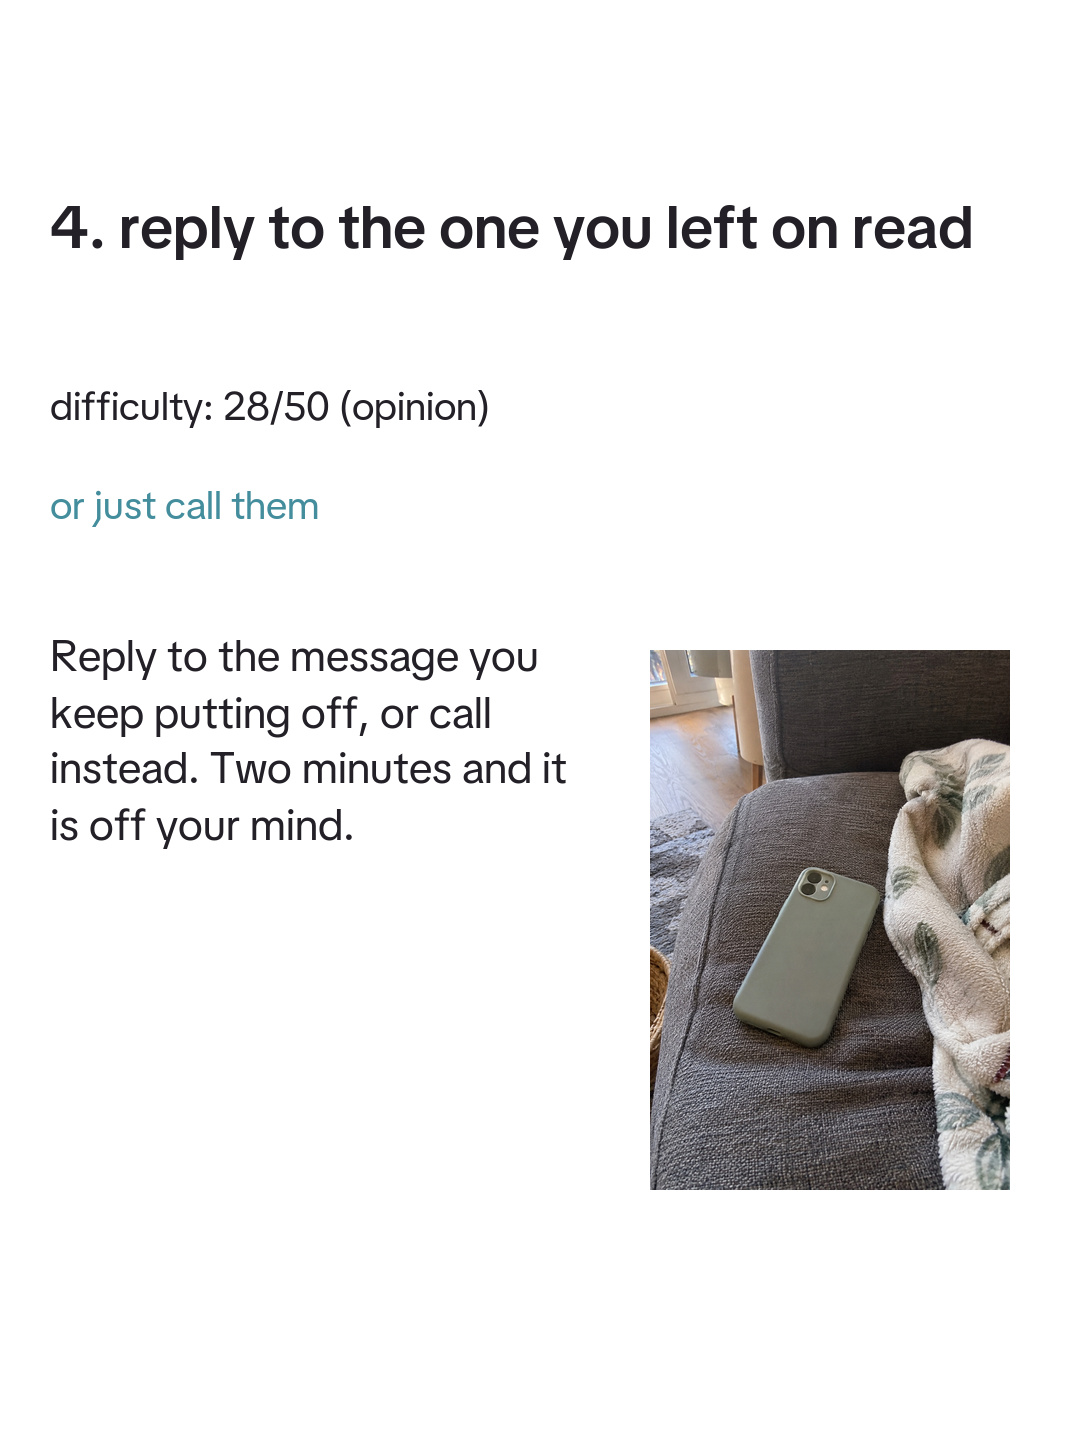 4. reply to the one you left on read
difficulty: 28/50 (opinion)
or just call them
Reply to the message you
keep putting off, or call
instead. Two minutes and it
is off your mind.